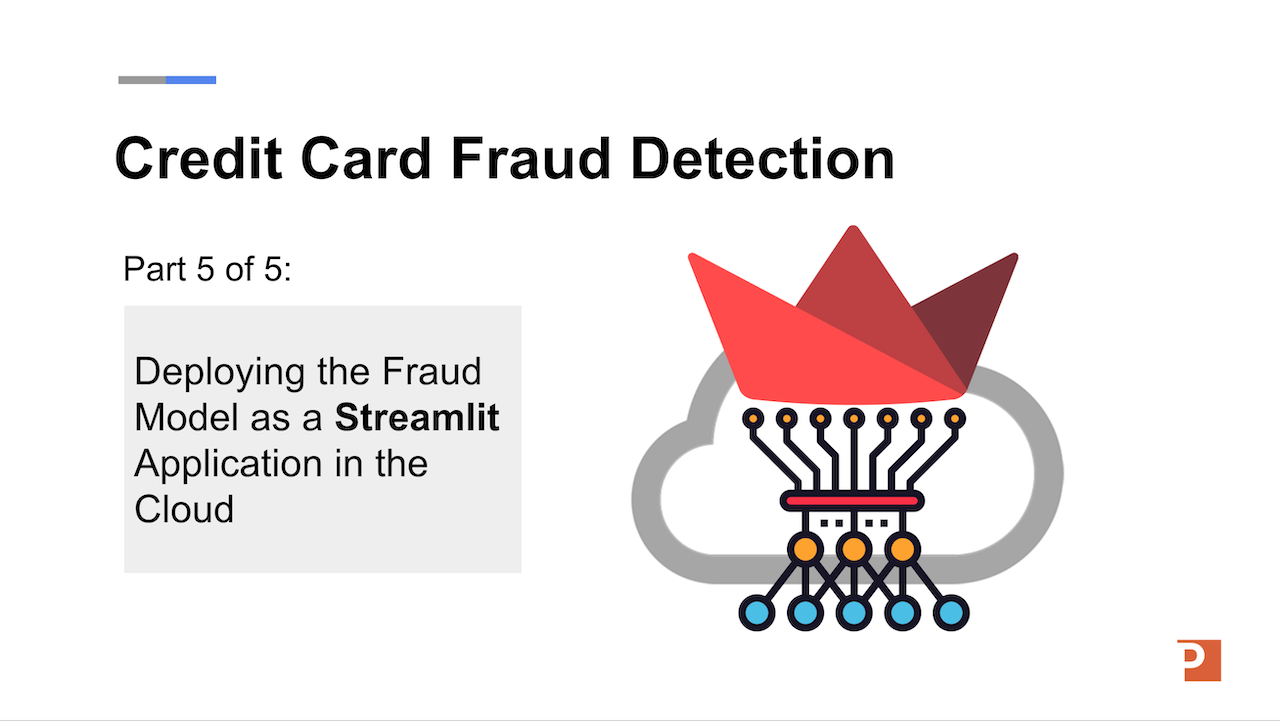 Credit Card Fraud Detection
Part 5 of 5:
Deploying the Fraud
Model as a Streamlit
Application in the
Cloud
P